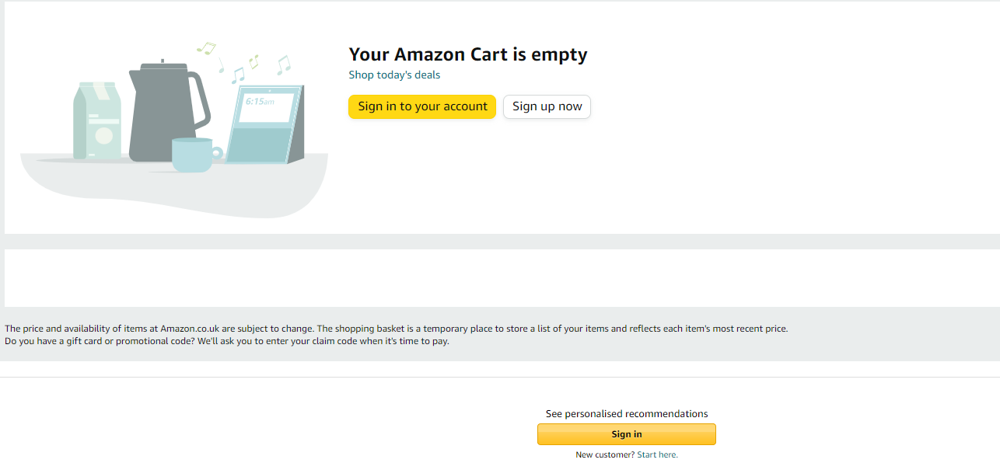 Your Amazon Cart is empty
Shop today's deals
Sign in to your account
Sign up now
6:15am
The price and availability of items at Amazon.co.uk are subject to change. The shopping basket is a temporary place to store a list of your items and reflects each item's most recent price.
Do you have a gift card or promotional code? We'll ask you to enter your claim code when it's time to pay.
See personalised recommendations
Sign in
New customer? Start here.